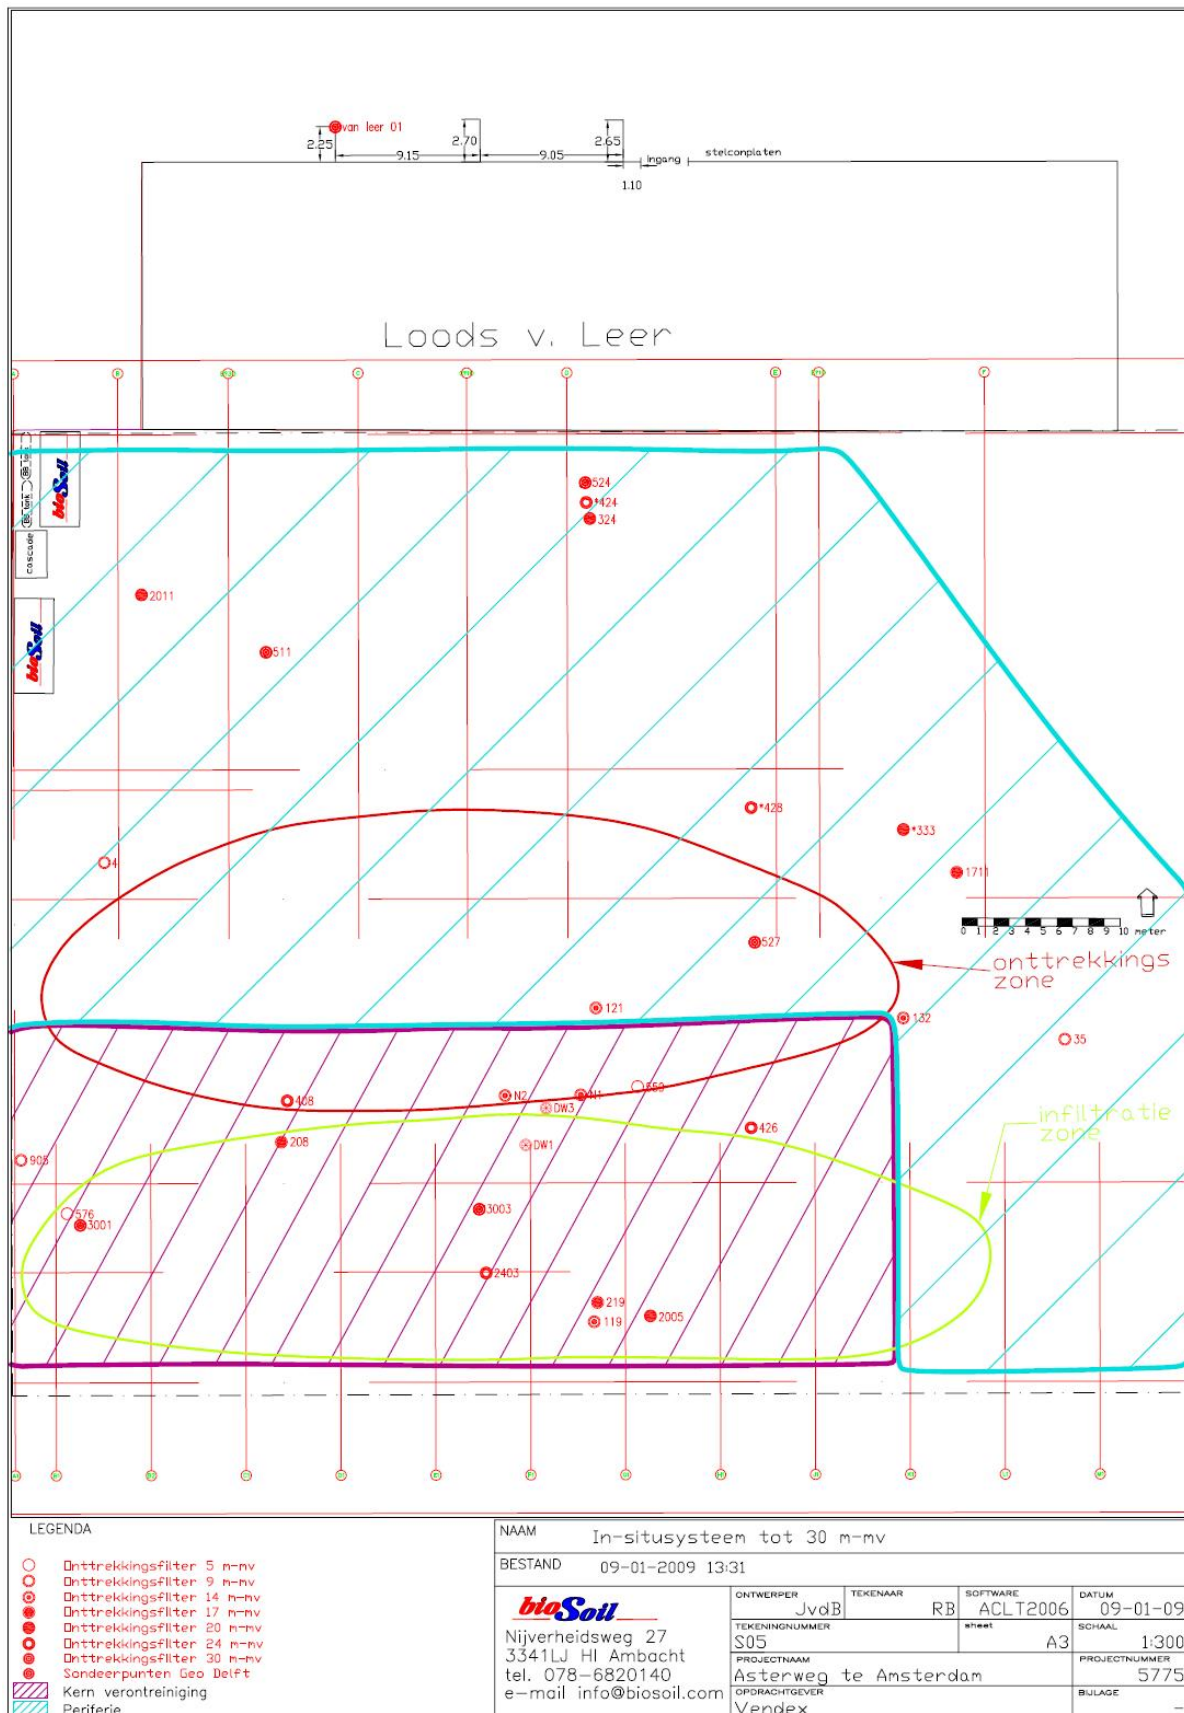 van leer 01
2.25
9.15
2.70
9.05
2.65
ingang
stelconplaten
1.10
Loods v. Leer
A
B
C
D
E
F
bioSoil
cascade
bioSoil
524
*424
324
2011
511
*428
*333
4
1711
0 1 2 3 4 5 6 7 8 9 10 meter
527
onttrekkings
zone
121
132
35
559
N2
N1
408
DW3
infiltratie
zone
426
208
DW1
905
576
3001
3003
2403
219
2005
119
LEGENDA
Onttrekkingsfilter 5 m-mv
Onttrekkingsfilter 9 m-mv
Onttrekkingsfilter 14 m-mv
Onttrekkingsfilter 17 m-mv
Onttrekkingsfilter 20 m-mv
Onttrekkingsfilter 24 m-mv
Onttrekkingsfilter 30 m-mv
Sondeerpunten Geo Delft
Kern verontreiniging
Periferie
NAAM In-situsysteem tot 30 m-mv
BESTAND 09-01-2009 13:31
bioSoil
Nijverheidsweg 27
3341LJ HI Ambacht
tel. 078-6820140
e-mail info@biosoil.com
ONTWERPER JvdB
TEKENAAR RB
SOFTWARE ACLT2006
DATUM 09-01-09
TEKENINGNUMMER S05
sheet A3
SCHAAL 1:300
PROJECTNAAM Asterweg te Amsterdam
PROJECTNUMMER 5775
OPDRACHTGEVER Vendex
BIJLAGE -